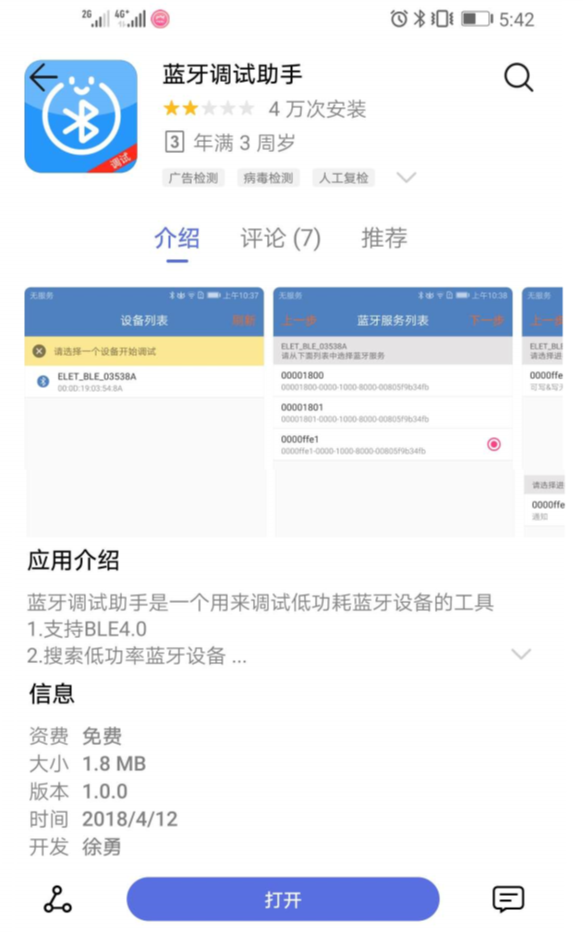 2G 4G+ 5:42
蓝牙调试助手
调试
4 万次安装
3 年满 3 周岁
广告检测 病毒检测 人工复检
介绍 评论 (7) 推荐
无服务 上午10:37
设备列表 刷新
请选择一个设备开始调试
ELET_BLE_03538A
00:0D:19:03:54:8A
无服务 上午10:38
上一步 蓝牙服务列表 下一步
ELET_BLE_03538A
请从下面列表中选择蓝牙服务
00001800
00001800-0000-1000-8000-00805f9b34fb
00001801
00001801-0000-1000-8000-00805f9b34fb
0000ffe1
0000ffe1-0000-1000-8000-00805f9b34fb
无服务
上一步
ELET_BL
请选择进
0000ffe
可写&写
请选择进
0000ffe
通知
应用介绍
蓝牙调试助手是一个用来调试低功耗蓝牙设备的工具
1.支持BLE4.0
2.搜索低功率蓝牙设备 ...
信息
资费 免费
大小 1.8 MB
版本 1.0.0
时间 2018/4/12
开发 徐勇
打开